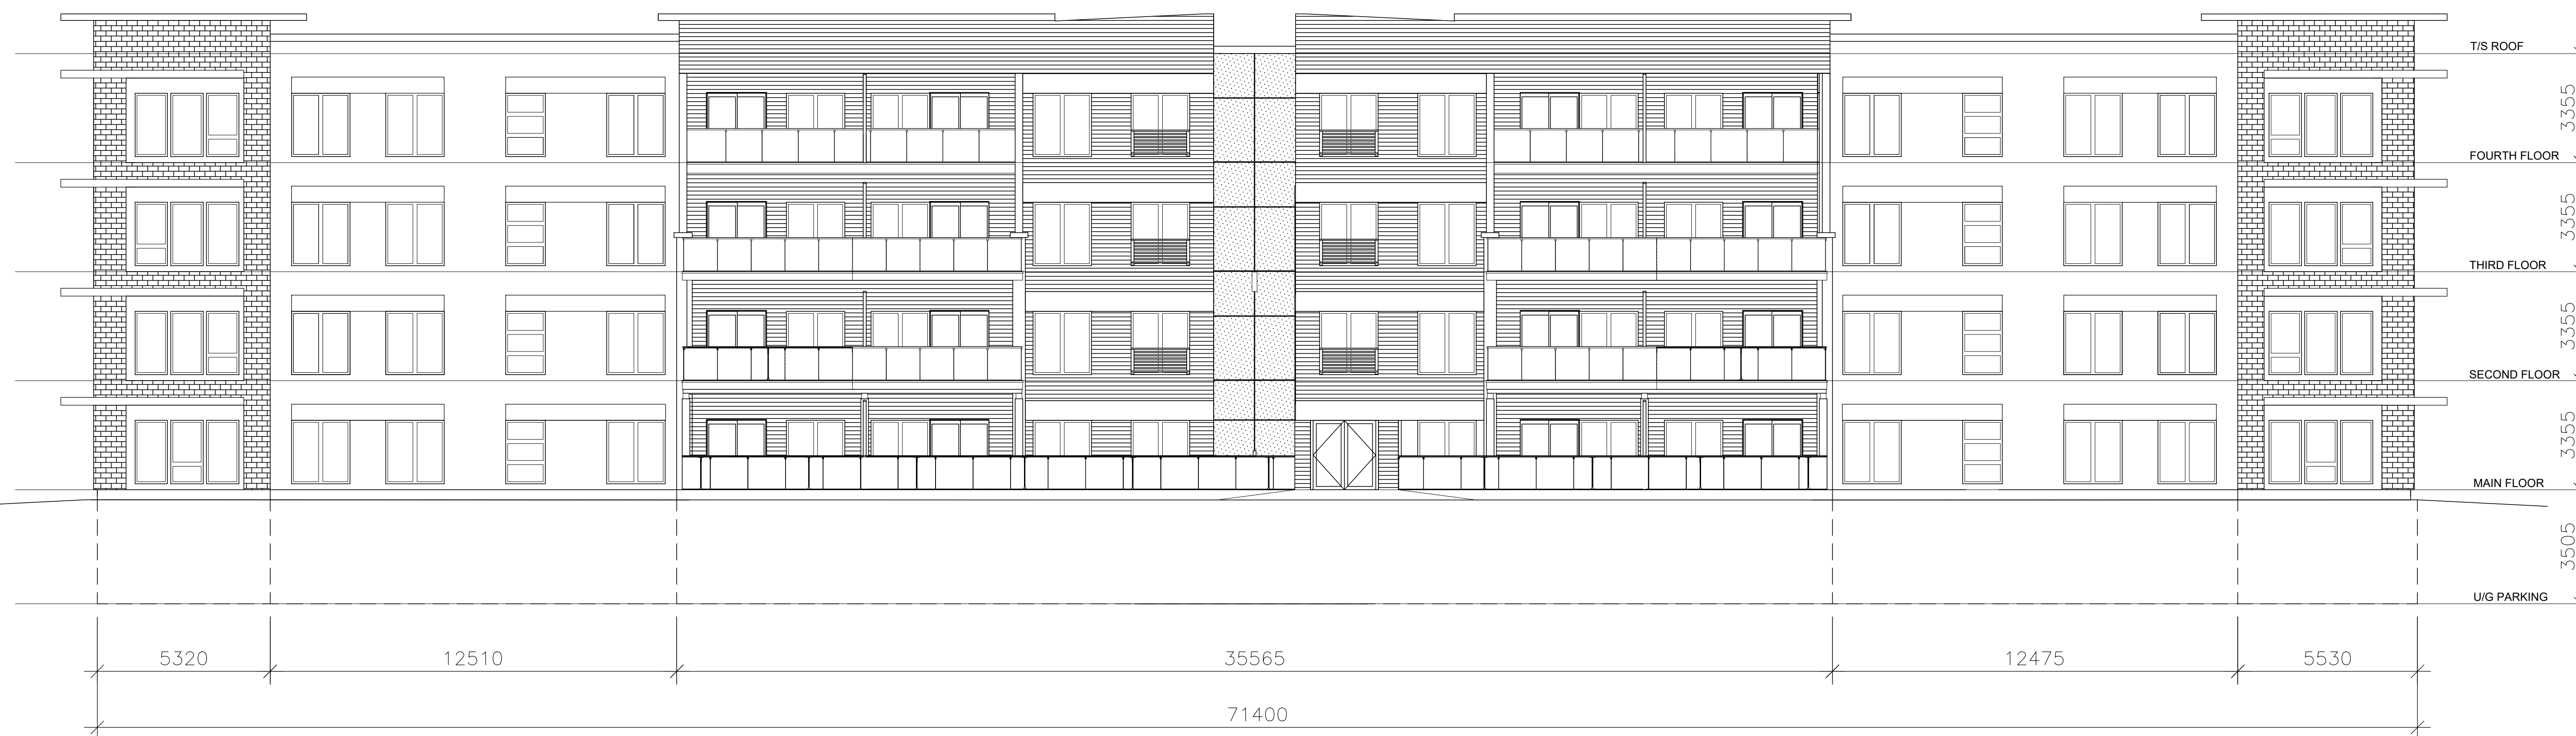 T/S ROOF
3355
FOURTH FLOOR
3355
THIRD FLOOR
3355
SECOND FLOOR
3355
MAIN FLOOR
3505
U/G PARKING
5320 12510 35565 12475 5530
71400